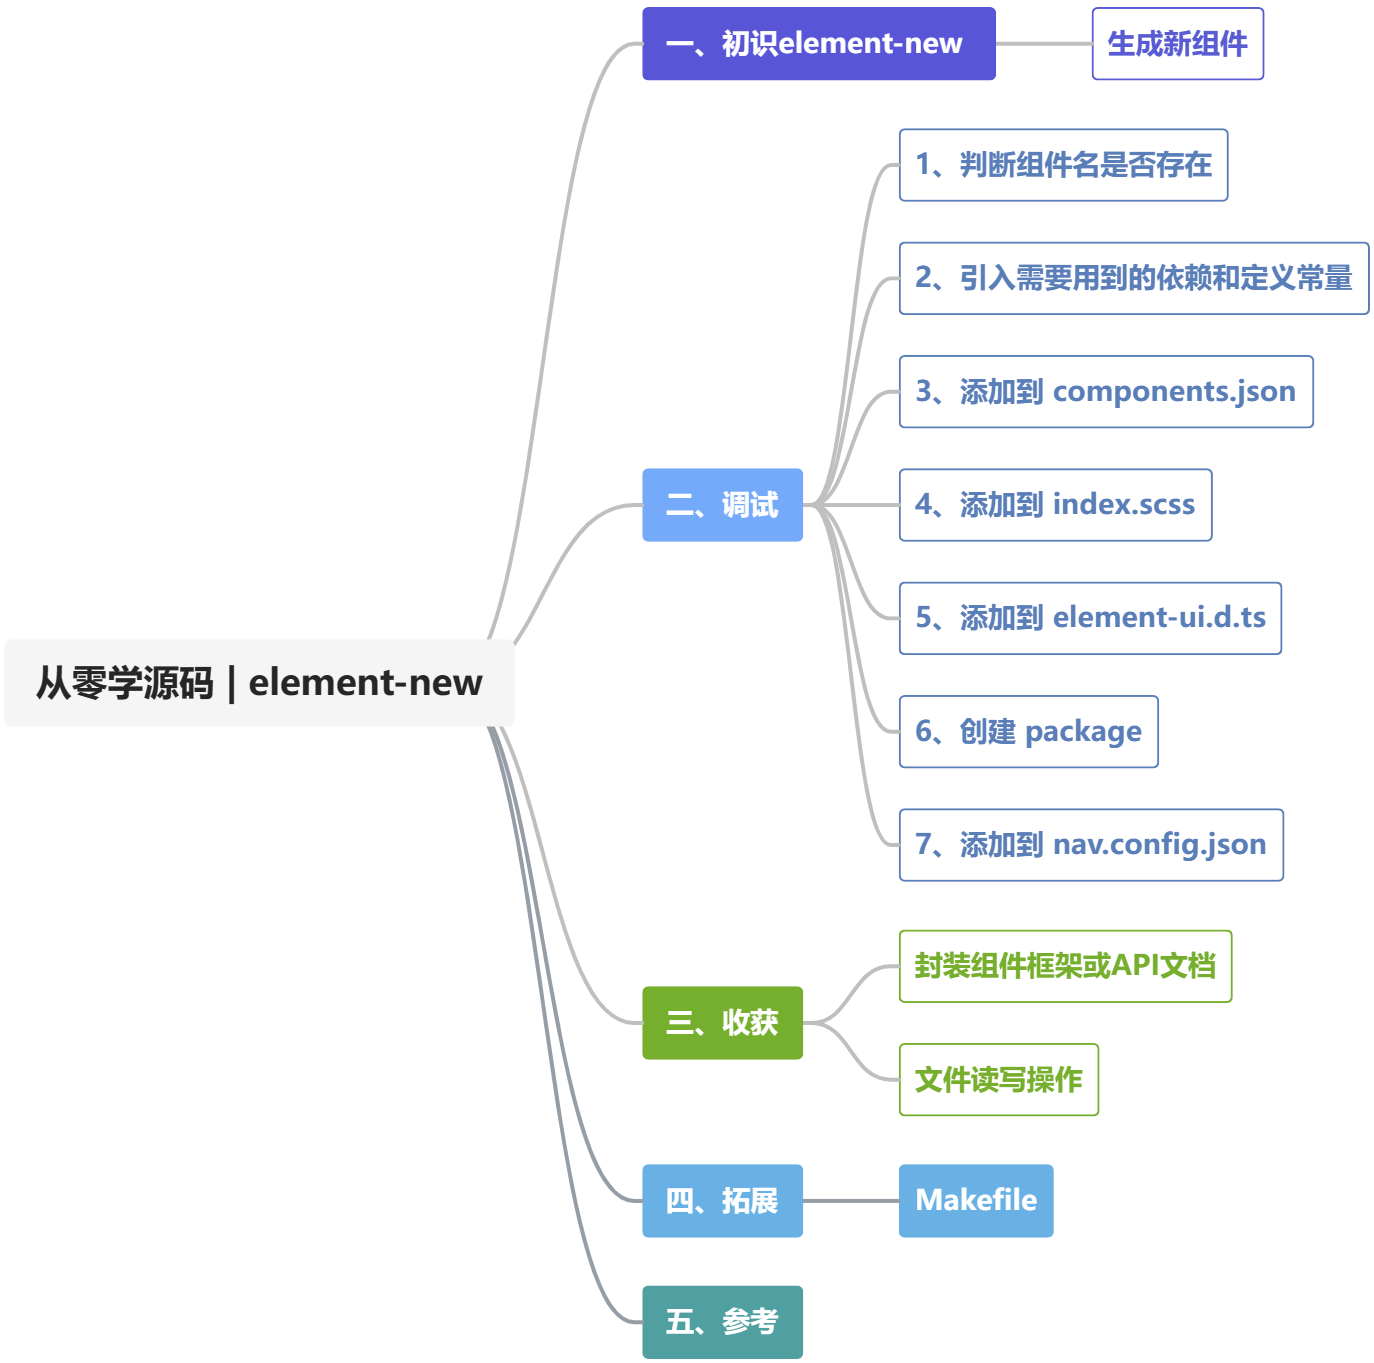 从零学源码 | element-new
一、初识element-new
生成新组件
二、调试
1、判断组件名是否存在
2、引入需要用到的依赖和定义常量
3、添加到 components.json
4、添加到 index.scss
5、添加到 element-ui.d.ts
6、创建 package
7、添加到 nav.config.json
三、收获
封装组件框架或API文档
文件读写操作
四、拓展
Makefile
五、参考